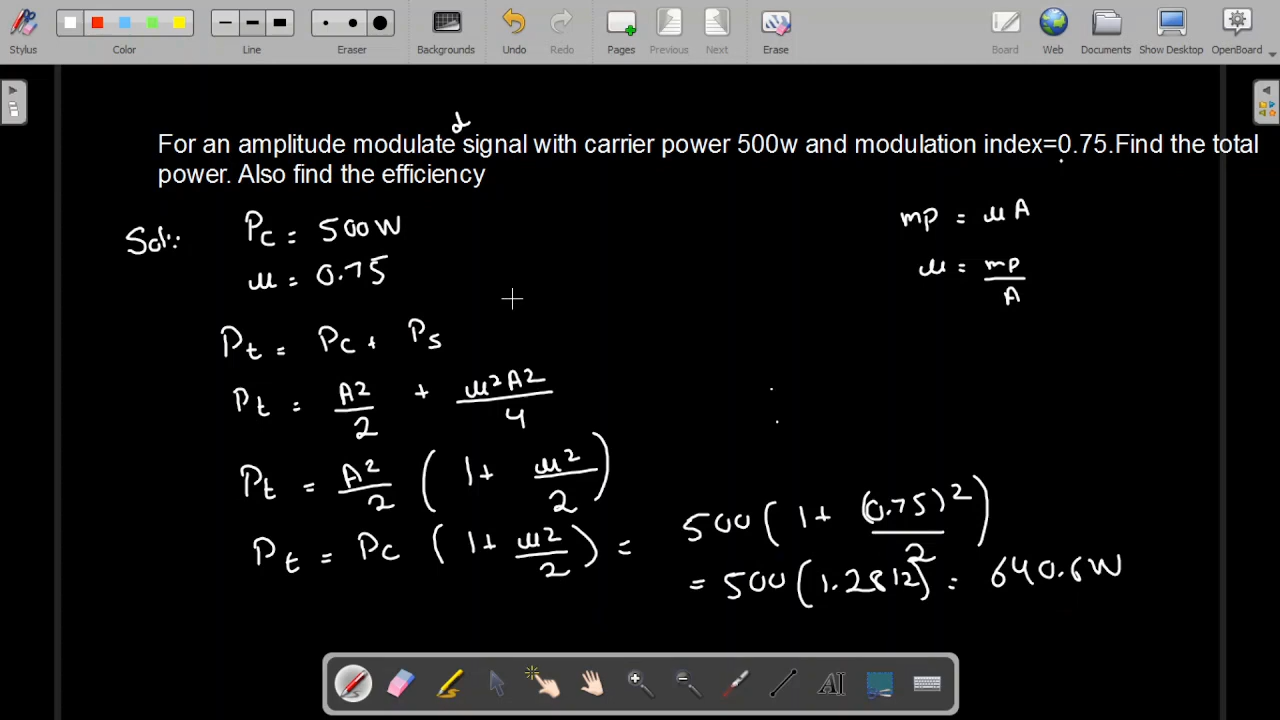 Stylus Color Line Eraser Backgrounds Undo Redo Pages Previous Next Erase Board Web Documents Show Desktop OpenBoard
d
For an amplitude modulate signal with carrier power 500w and modulation index=0.75.Find the total
power. Also find the efficiency
Sol:.
Pc = 500W
μ = 0.75
mp = μA
μ = mp/A
Pt = Pc + Ps
Pt = A²/2 + μ²A²/4
Pt = A²/2 (1+ μ²/2)
Pt = Pc (1+ μ²/2) = 500(1+ (0.75)²/2)
= 500(1.2812) = 640.6W
AI